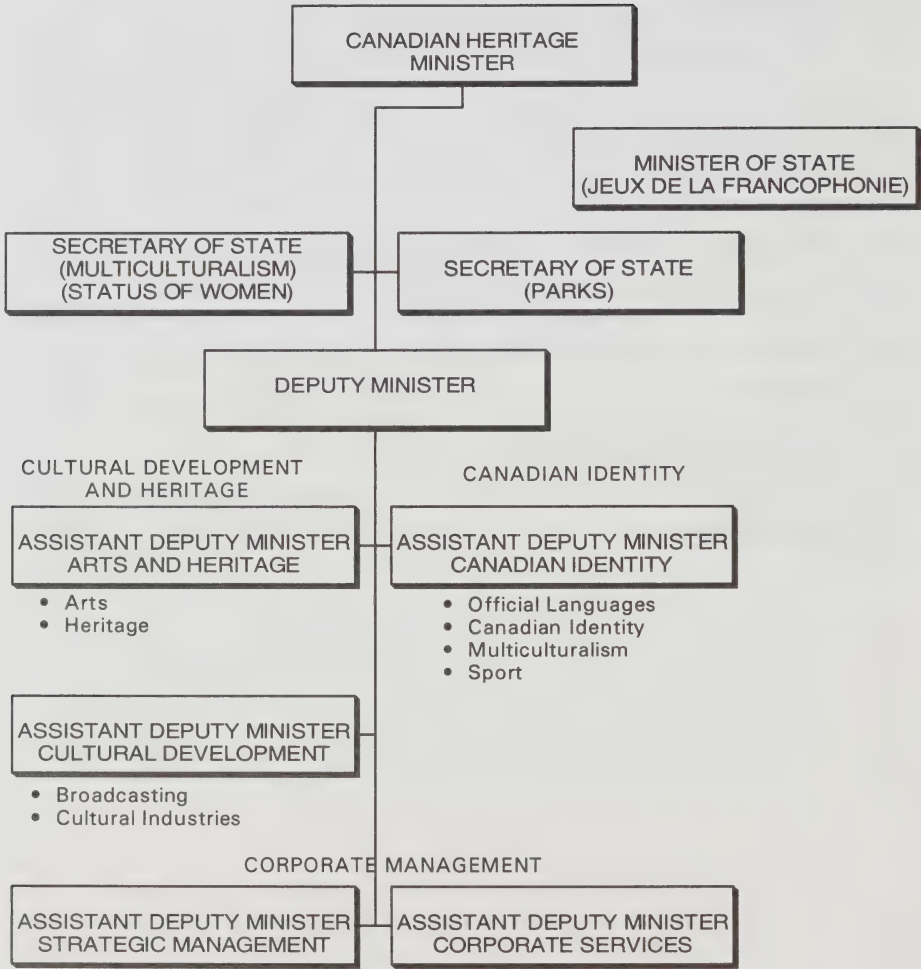 CANADIAN HERITAGE
MINISTER
MINISTER OF STATE
(JEUX DE LA FRANCOPHONIE)
SECRETARY OF STATE
(MULTICULTURALISM)
(STATUS OF WOMEN)
SECRETARY OF STATE
(PARKS)
DEPUTY MINISTER
CULTURAL DEVELOPMENT
AND HERITAGE
CANADIAN IDENTITY
ASSISTANT DEPUTY MINISTER
ARTS AND HERITAGE
• Arts
• Heritage
ASSISTANT DEPUTY MINISTER
CANADIAN IDENTITY
• Official Languages
• Canadian Identity
• Multiculturalism
• Sport
ASSISTANT DEPUTY MINISTER
CULTURAL DEVELOPMENT
• Broadcasting
• Cultural Industries
CORPORATE MANAGEMENT
ASSISTANT DEPUTY MINISTER
STRATEGIC MANAGEMENT
ASSISTANT DEPUTY MINISTER
CORPORATE SERVICES